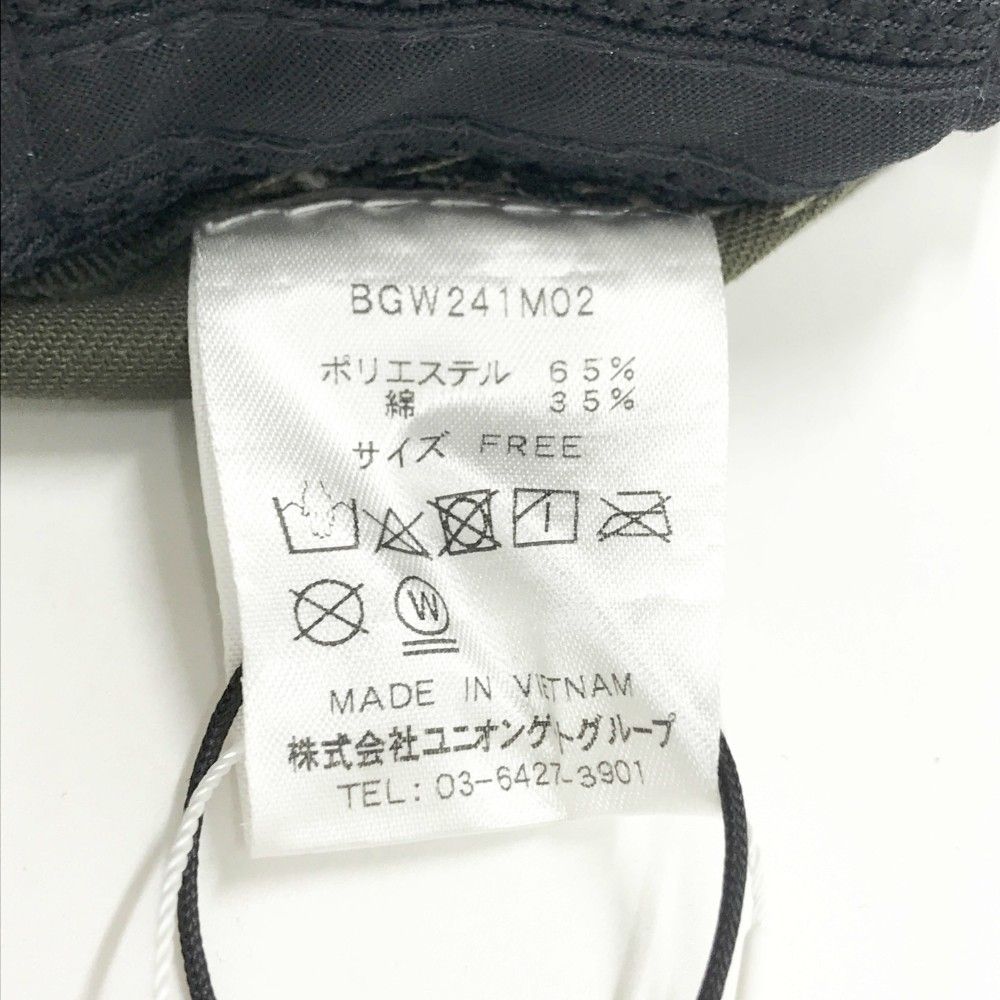 BGW241M02
ポリエステル 65%
綿 35%
サイズ FREE
W
MADE IN VIETNAM
株式会社ユニオンゲートグループ
TEL: 03-6427-3901